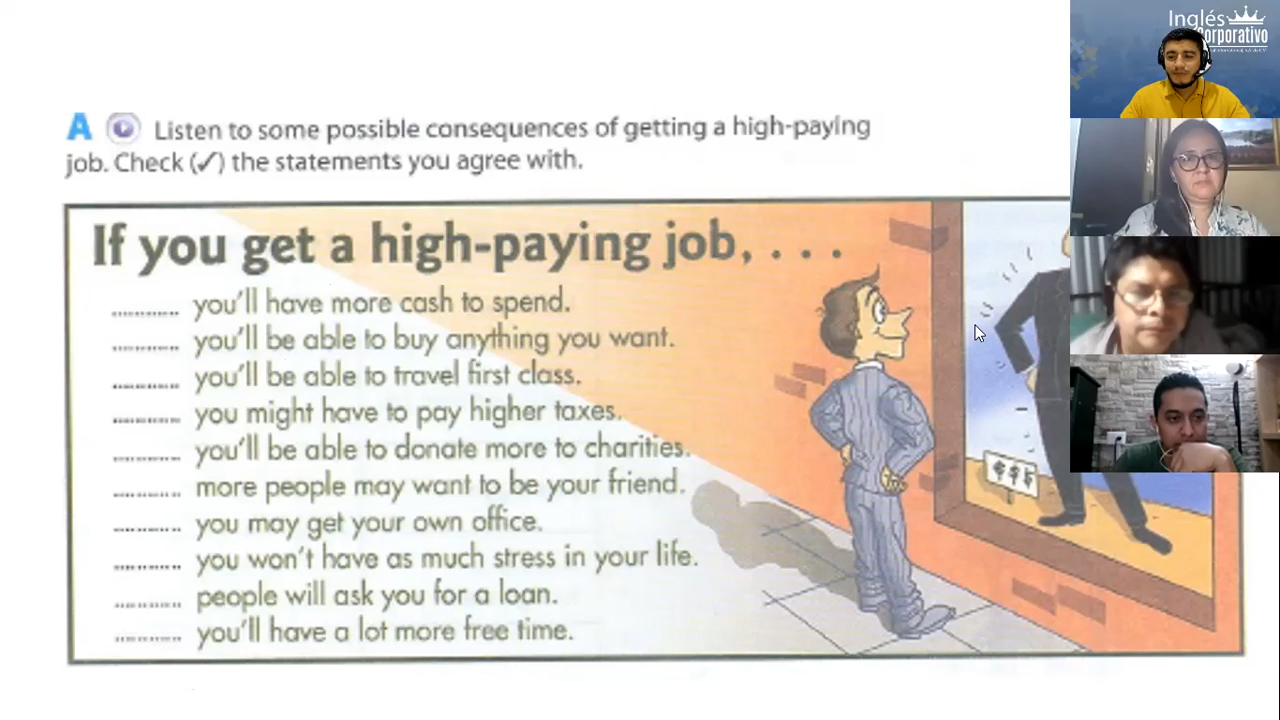 A Listen to some possible consequences of getting a high-paying
job. Check (✓) the statements you agree with.
If you get a high-paying job, . . .
.......... you'll have more cash to spend.
.......... you'll be able to buy anything you want.
.......... you'll be able to travel first class.
.......... you might have to pay higher taxes.
.......... you'll be able to donate more to charities.
.......... more people may want to be your friend.
.......... you may get your own office.
.......... you won't have as much stress in your life.
.......... people will ask you for a loan.
.......... you'll have a lot more free time.
$$$
Inglés
Corporativo